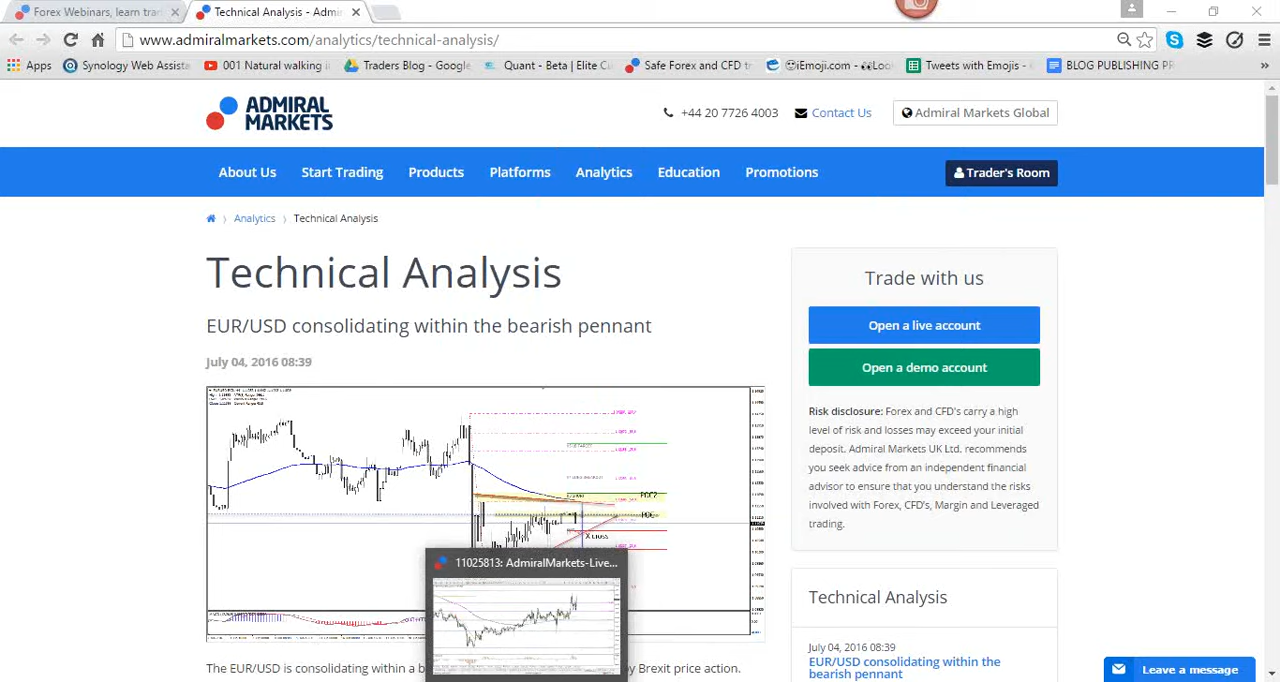 Forex Webinars, learn tra
Technical Analysis - Admi
www.admiralmarkets.com/analytics/technical-analysis/
Apps
Synology Web Assista
001 Natural walking
Traders Blog - Google
Quant - Beta | Elite Cu
Safe Forex and CFD t
iEmoji.com -
Tweets with Emojis -
BLOG PUBLISHING PR
»
ADMIRAL
MARKETS
+44 20 7726 4003
Contact Us
Admiral Markets Global
About Us
Start Trading
Products
Platforms
Analytics
Education
Promotions
Trader's Room
Analytics
Technical Analysis
Technical Analysis
EUR/USD consolidating within the bearish pennant
July 04, 2016 08:39
POC2
POC
11025813: AdmiralMarkets-Live...
The EUR/USD is consolidating within a b
by Brexit price action.
Trade with us
Open a live account
Open a demo account
Risk disclosure: Forex and CFD's carry a high
level of risk and losses may exceed your initial
deposit. Admiral Markets UK Ltd. recommends
you seek advice from an independent financial
advisor to ensure that you understand the risks
involved with Forex, CFD's, Margin and Leveraged
trading.
Technical Analysis
July 04, 2016 08:39
EUR/USD consolidating within the
bearish pennant
Leave a message